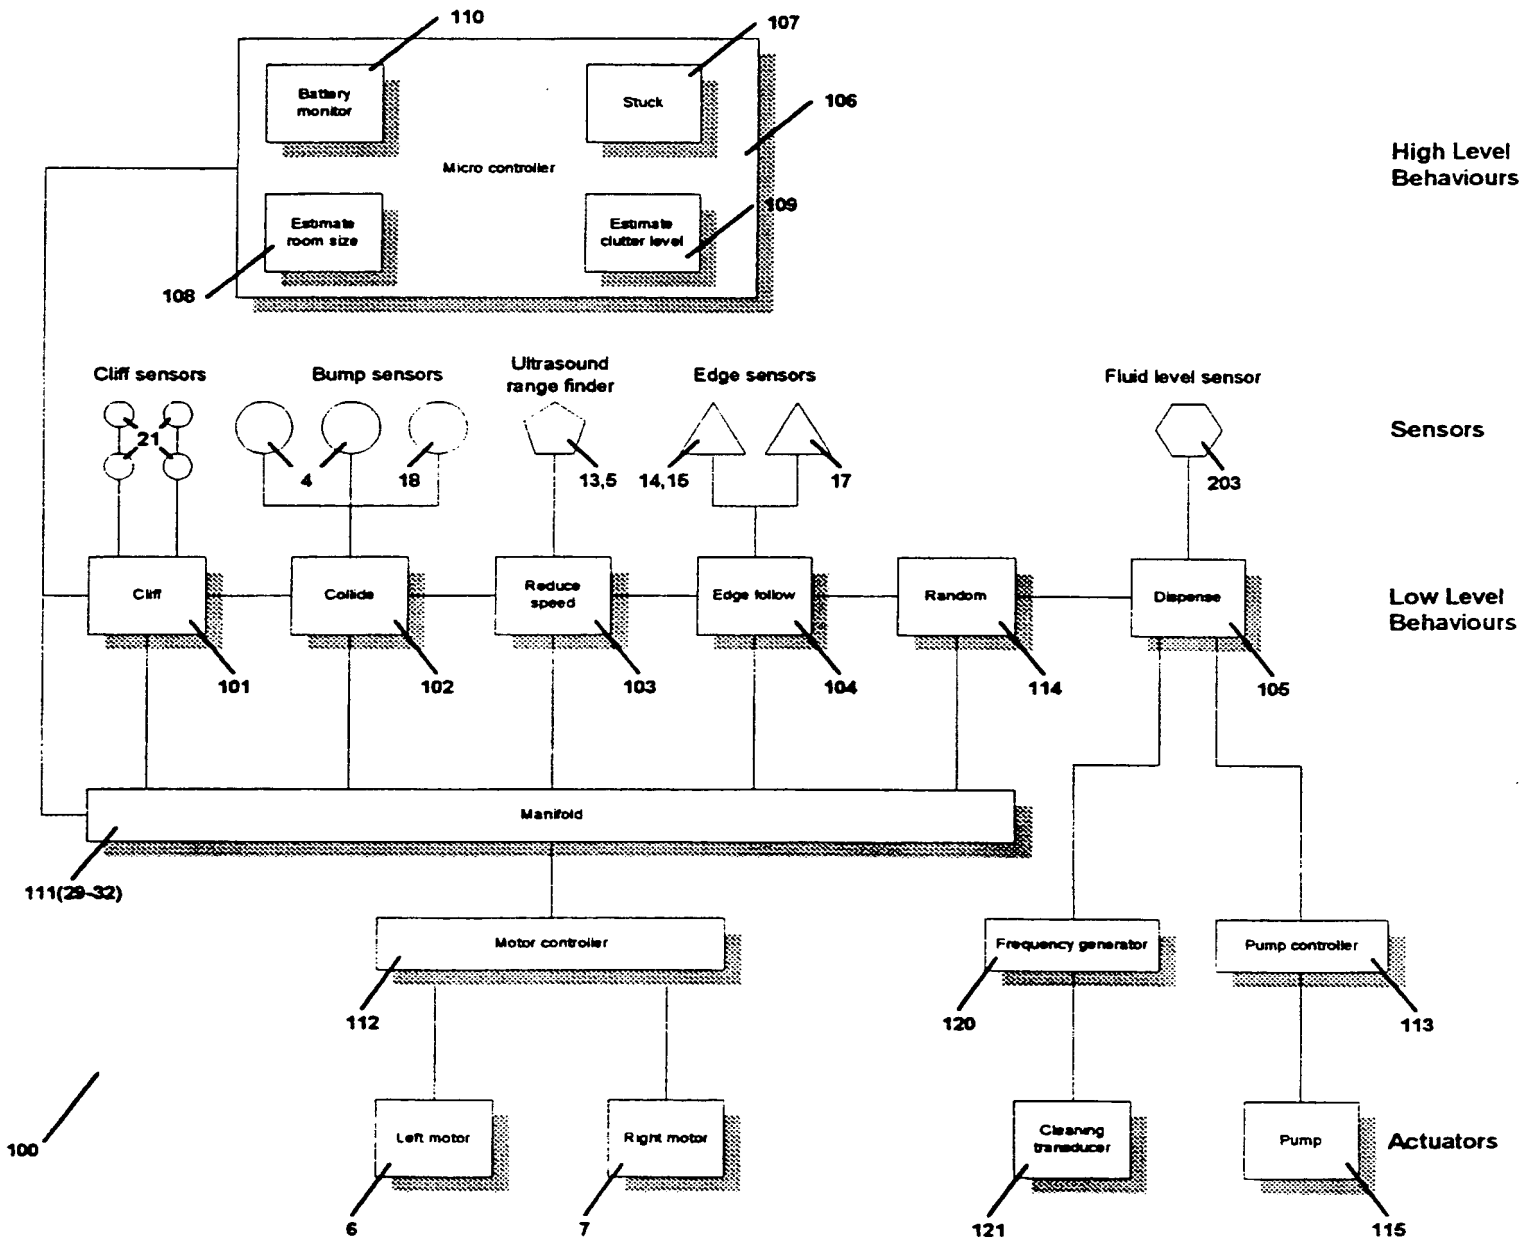 110
107
Battery
monitor
Stuck
106
High Level
Behaviours
Micro controller
Estimate
room size
Estimate
clutter level
109
108
Cliff sensors
Bump sensors
Ultrasound
range finder
Edge sensors
Fluid level sensor
21
Sensors
4
18
13,5
14,15
17
203
Cliff
Collide
Reduce
speed
Edge follow
Random
Dispense
Low Level
Behaviours
101
102
103
104
114
105
Manifold
111(29-32)
Motor controller
Frequency generator
Pump controller
112
120
113
Left motor
Right motor
Cleaning
transducer
Pump
Actuators
100
6
7
121
115